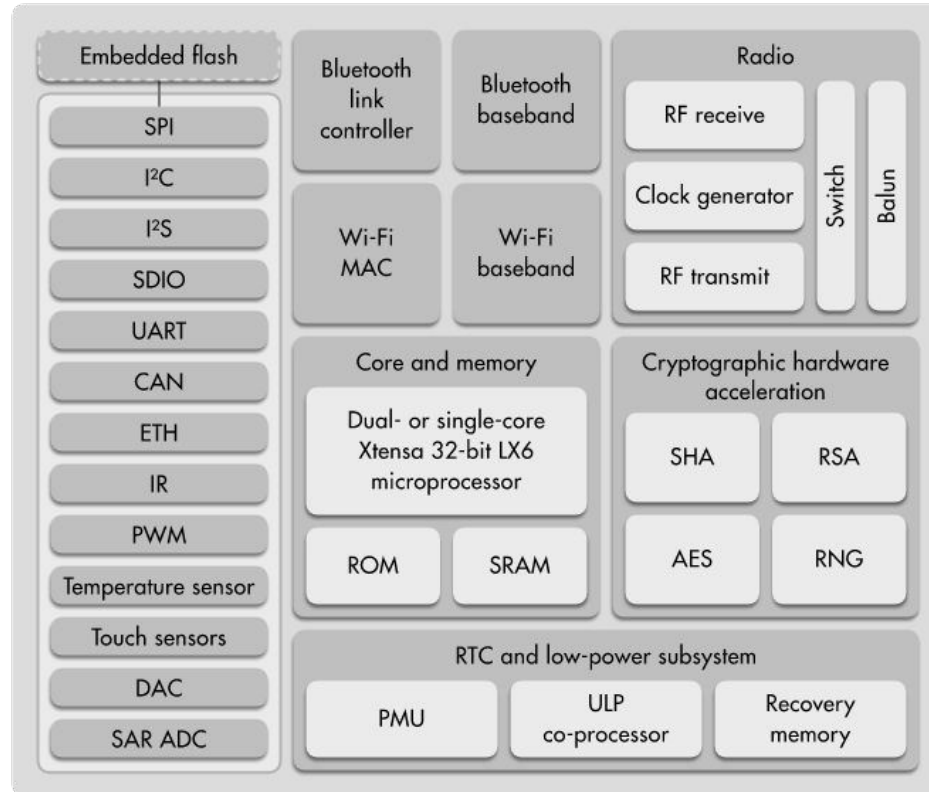 Embedded flash
SPI
I²C
I²S
SDIO
UART
CAN
ETH
IR
PWM
Temperature sensor
Touch sensors
DAC
SAR ADC
Bluetooth
link
controller
Bluetooth
baseband
Wi-Fi
MAC
Wi-Fi
baseband
Radio
RF receive
Clock generator
RF transmit
Switch
Balun
Core and memory
Dual- or single-core
Xtensa 32-bit LX6
microprocessor
ROM
SRAM
Cryptographic hardware
acceleration
SHA
RSA
AES
RNG
RTC and low-power subsystem
PMU
ULP
co-processor
Recovery
memory